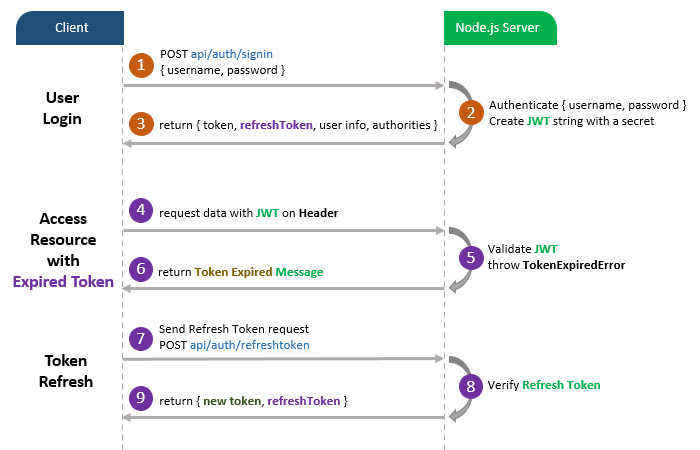 Client
Node.js Server
User
Login
1
POST api/auth/signin
{ username, password }
2
Authenticate { username, password }
Create JWT string with a secret
3
return { token, refreshToken, user info, authorities }
Access
Resource
with
Expired Token
4
request data with JWT on Header
5
Validate JWT
throw TokenExpiredError
6
return Token Expired Message
Token
Refresh
7
Send Refresh Token request
POST api/auth/refreshtoken
8
Verify Refresh Token
9
return { new token, refreshToken }